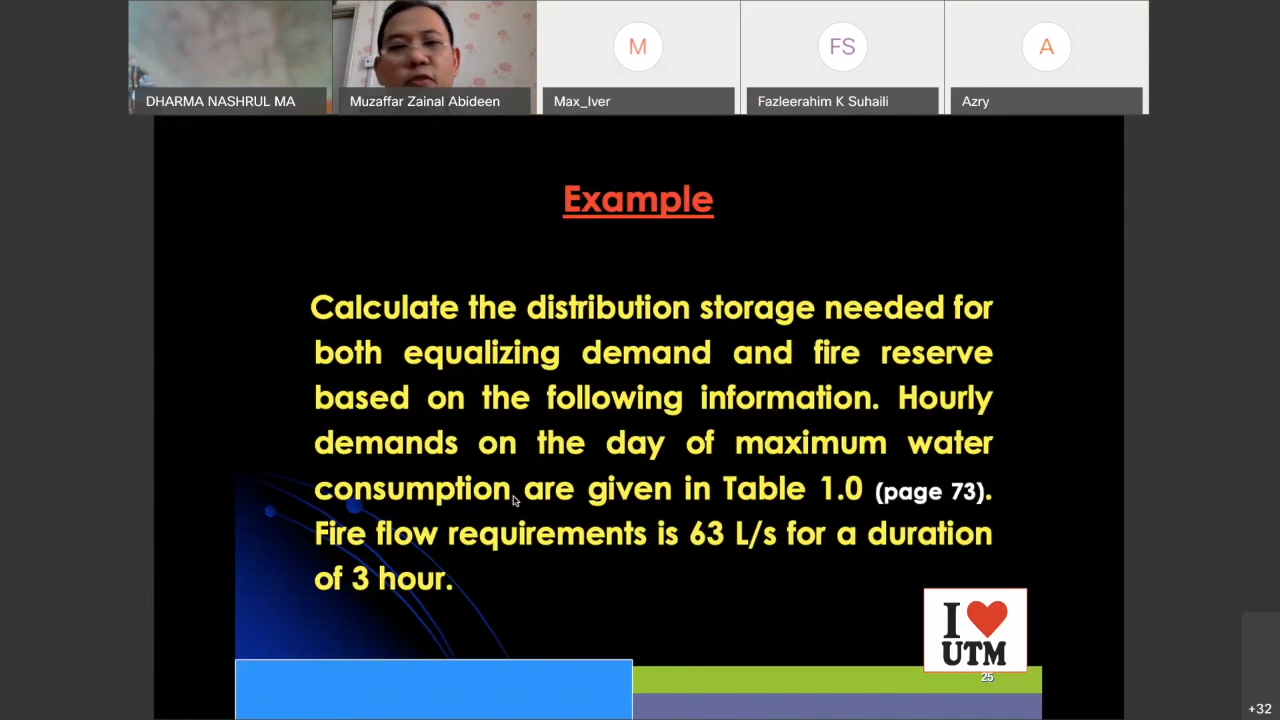 M
FS
A
DHARMA NASHRUL MA
Muzaffar Zainal Abideen
Max_Iver
Fazleerahim K Suhaili
Azry
Example
Calculate the distribution storage needed for
both equalizing demand and fire reserve
based on the following information. Hourly
demands on the day of maximum water
consumption are given in Table 1.0 (page 73).
Fire flow requirements is 63 L/s for a duration
of 3 hour.
I ❤ UTM
25
+32